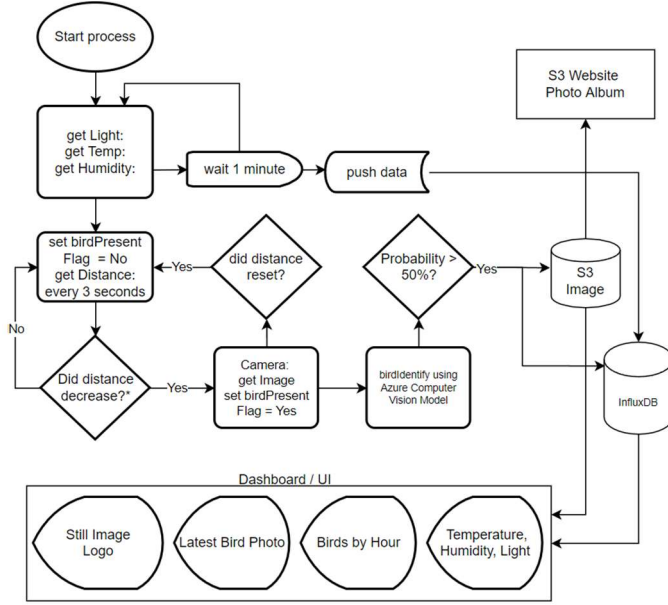 Start process
S3 Website
Photo Album
get Light:
get Temp:
get Humidity:
wait 1 minute
push data
set birdPresent
Flag = No
get Distance:
every 3 seconds
Yes
did distance
reset?
Probability >
50%?
Yes
S3
Image
No
Did distance
decrease?*
Yes
Camera:
get Image
set birdPresent
Flag = Yes
birdIdentify using
Azure Computer
Vision Model
InfluxDB
Dashboard / UI
Still Image
Logo
Latest Bird Photo
Birds by Hour
Temperature,
Humidity, Light